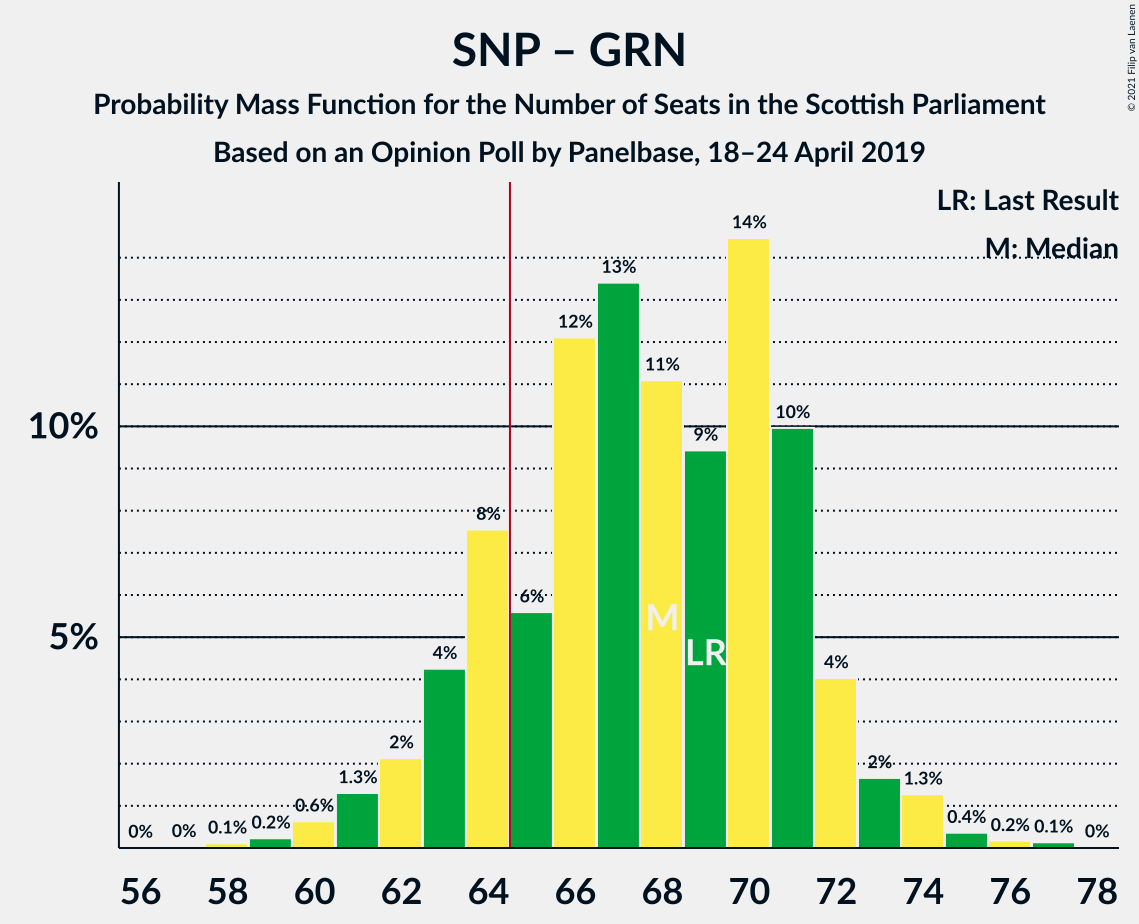 SNP – GRN
Probability Mass Function for the Number of Seats in the Scottish Parliament
Based on an Opinion Poll by Panelbase, 18–24 April 2019
© 2021 Filip van Laenen
LR: Last Result
M: Median
10%
5%
0%
0%
0.1%
0.2%
0.6%
1.3%
2%
4%
8%
6%
12%
13%
11%
9%
14%
10%
4%
2%
1.3%
0.4%
0.2%
0.1%
0%
M
LR
56 58 60 62 64 66 68 70 72 74 76 78